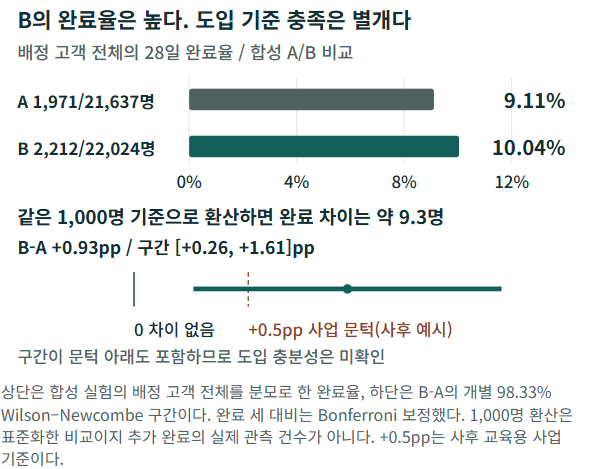 B의 완료율은 높다. 도입 기준 충족은 별개다
배정 고객 전체의 28일 완료율 / 합성 A/B 비교
A 1,971/21,637명
9.11%
B 2,212/22,024명
10.04%
0% 4% 8% 12%
같은 1,000명 기준으로 환산하면 완료 차이는 약 9.3명
B-A +0.93pp / 구간 [+0.26, +1.61]pp
0 차이 없음
+0.5pp 사업 문턱(사후 예시)
구간이 문턱 아래도 포함하므로 도입 충분성은 미확인
상단은 합성 실험의 배정 고객 전체를 분모로 한 완료율, 하단은 B-A의 개별 98.33%
Wilson–Newcombe 구간이다. 완료 세 대비는 Bonferroni 보정했다. 1,000명 환산은
표준화한 비교이지 추가 완료의 실제 관측 건수가 아니다. +0.5pp는 사후 교육용 사업
기준이다.